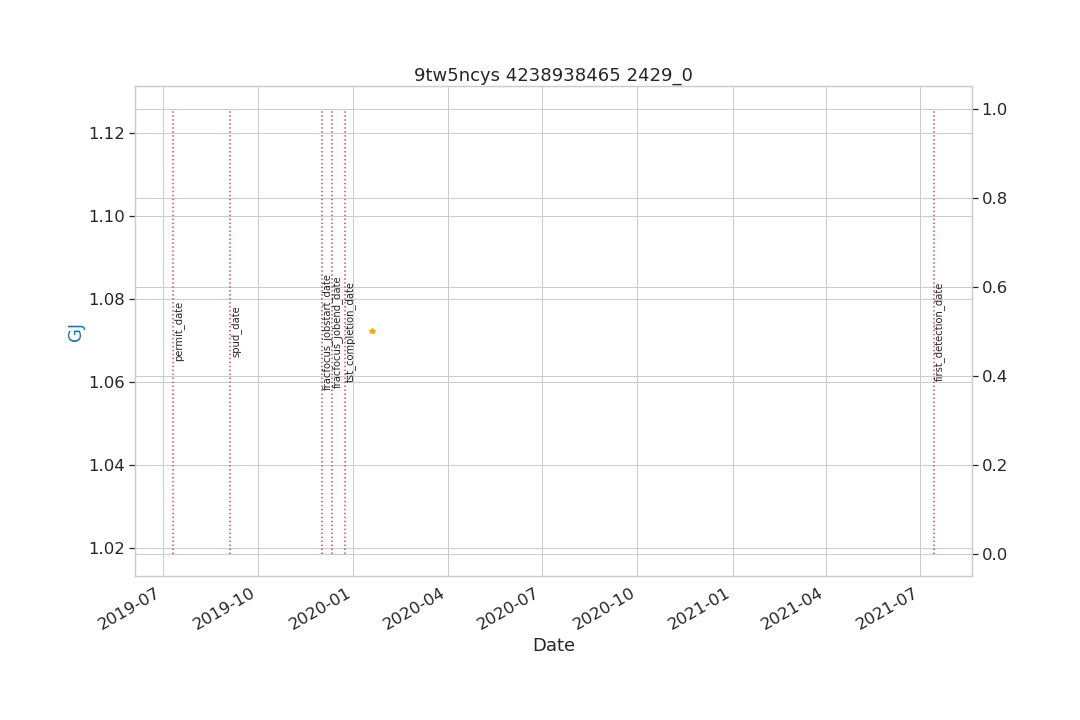 9tw5ncys 4238938465 2429_0
GJ
1.12
1.10
1.08
1.06
1.04
1.02
1.0
0.8
0.6
0.4
0.2
0.0
permit_date
spud_date
fracfocus_jobstart_date
fracfocus_jobend_date
1st_completion_date
first_detection_date
2019-07
2019-10
2020-01
2020-04
2020-07
2020-10
2021-01
2021-04
2021-07
Date